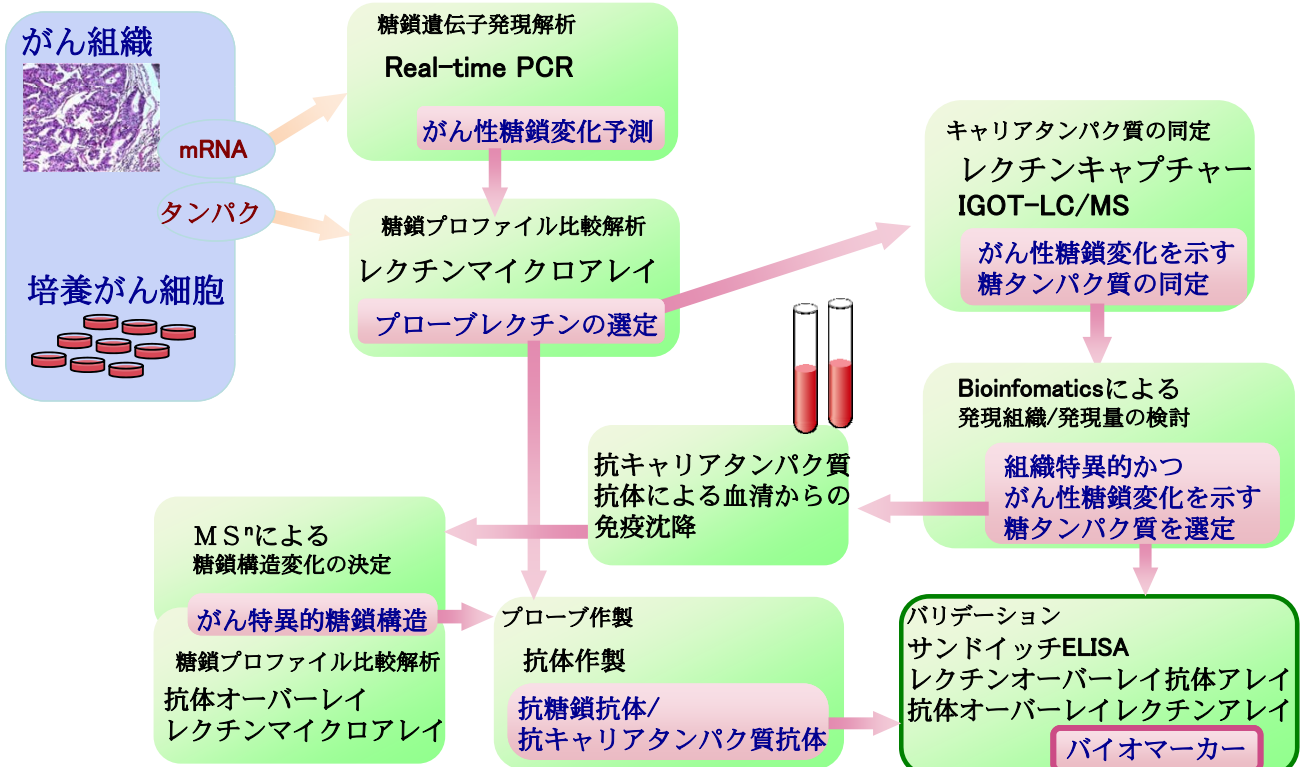 がん組織
mRNA
タンパク
培養がん細胞
糖鎖遺伝子発現解析
Real-time PCR
がん性糖鎖変化予測
糖鎖プロファイル比較解析
レクチンマイクロアレイ
プローブレクチンの選定
キャリアタンパク質の同定
レクチンキャプチャー
IGOT-LC/MS
がん性糖鎖変化を示す
糖タンパク質の同定
Bioinfomaticsによる
発現組織/発現量の検討
組織特異的かつ
がん性糖鎖変化を示す
糖タンパク質を選定
抗キャリアタンパク質
抗体による血清からの
免疫沈降
ＭＳⁿによる
糖鎖構造変化の決定
がん特異的糖鎖構造
糖鎖プロファイル比較解析
抗体オーバーレイ
レクチンマイクロアレイ
プローブ作製
抗体作製
抗糖鎖抗体/
抗キャリアタンパク質抗体
バリデーション
サンドイッチELISA
レクチンオーバーレイ抗体アレイ
抗体オーバーレイレクチンアレイ
バイオマーカー